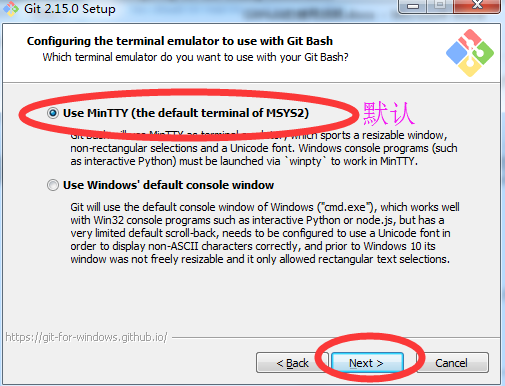 Git 2.15.0 Setup
Configuring the terminal emulator to use with Git Bash
Which terminal emulator do you want to use with your Git Bash?
Use MinTTY (the default terminal of MSYS2)
默认
Git Bash will use MinTTY as terminal emulator, which sports a resizable window,
non-rectangular selections and a Unicode font. Windows console programs (such
as interactive Python) must be launched via `winpty` to work in MinTTY.
Use Windows' default console window
Git will use the default console window of Windows ("cmd.exe"), which works well
with Win32 console programs such as interactive Python or node.js, but has a
very limited default scroll-back, needs to be configured to use a Unicode font in
order to display non-ASCII characters correctly, and prior to Windows 10 its
window was not freely resizable and it only allowed rectangular text selections.
https://git-for-windows.github.io/
< Back
Next >
Cancel